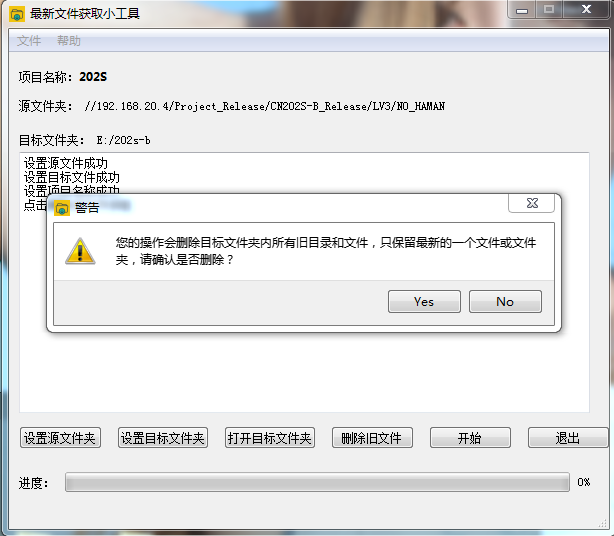 最新文件获取小工具
文件 帮助
项目名称：202S
源文件夹： //192.168.20.4/Project_Release/CN202S-B_Release/LV3/NO_HAMAN
目标文件夹： E:/202s-b
设置源文件成功
设置目标文件成功
设置项目名称成功
点击
警告
您的操作会删除目标文件夹内所有旧目录和文件，只保留最新的一个文件或文件
夹，请确认是否删除？
Yes No
设置源文件夹 设置目标文件夹 打开目标文件夹 删除旧文件 开始 退出
进度： 0%